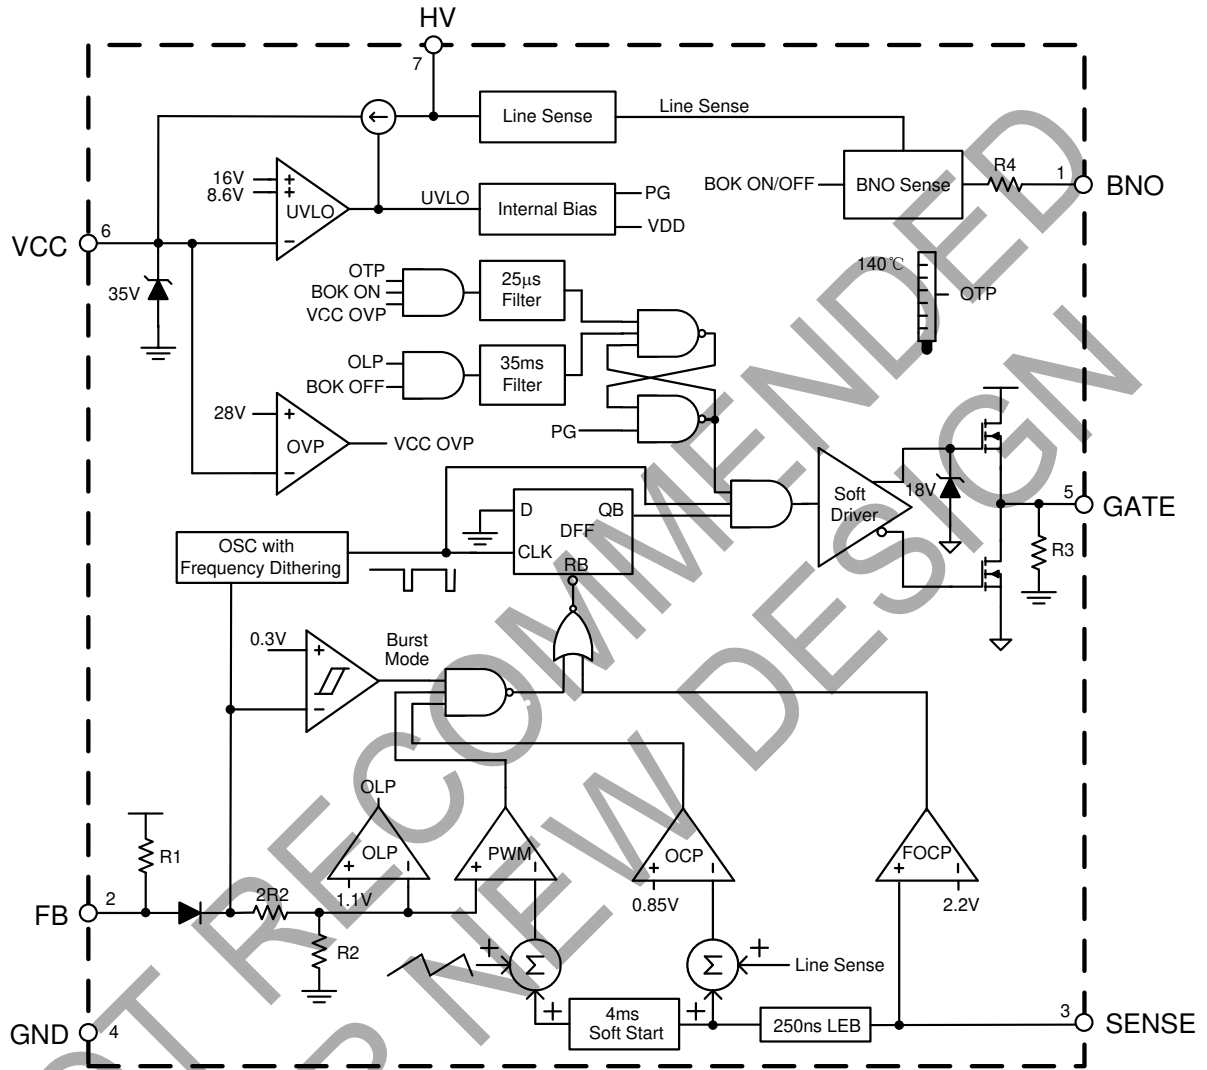 HV
7
Line Sense
Line Sense
R4
1
BNO
BOK ON/OFF
BNO Sense
16V
8.6V
+
+
UVLO
−
UVLO
Internal Bias
PG
VDD
VCC
6
35V
OTP
BOK ON
VCC OVP
25μs
Filter
140℃
OTP
OLP
BOK OFF
35ms
Filter
28V
+
OVP
−
VCC OVP
PG
D
QB
DFF
CLK
RB
Soft
Driver
18V
5
GATE
R3
OSC with
Frequency Dithering
0.3V
+
−
Burst
Mode
OLP
R1
OLP
+
−
1.1V
PWM
+
−
OCP
+
−
0.85V
FOCP
+
−
2.2V
FB
2
2R2
R2
+
Σ
+
Σ
+
Line Sense
+
4ms
Soft Start
250ns LEB
3
SENSE
GND
4
NOT RECOMMENDED
FOR NEW DESIGN